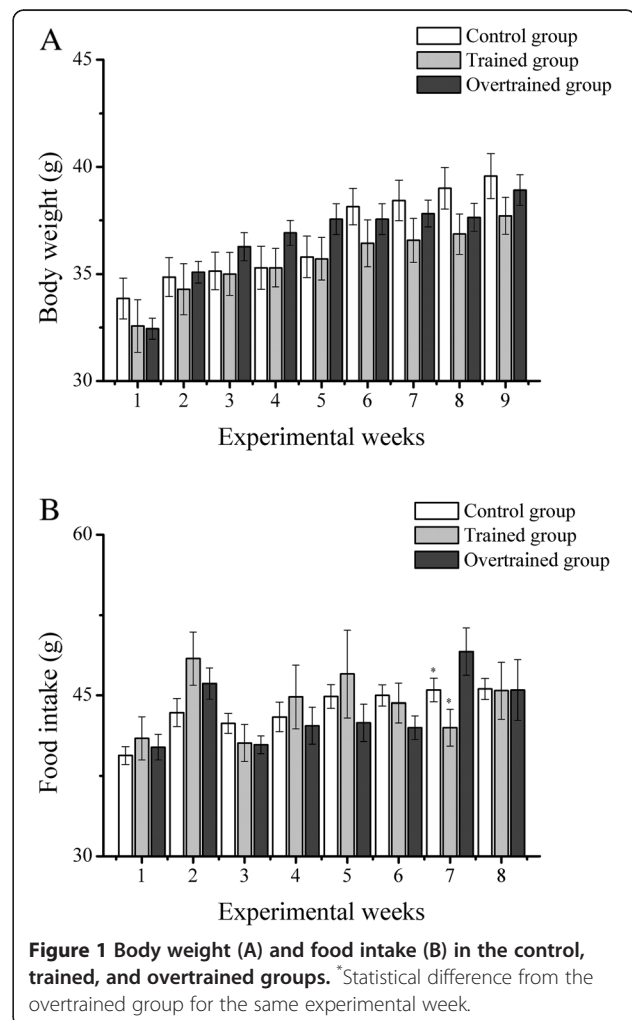 A
Control group
Trained group
Overtrained group
45
40
35
30
Body weight (g)
1 2 3 4 5 6 7 8 9
Experimental weeks
B
Control group
Trained group
Overtrained group
60
45
30
Food intake (g)
* *
1 2 3 4 5 6 7 8
Experimental weeks
Figure 1 Body weight (A) and food intake (B) in the control,
trained, and overtrained groups. *Statistical difference from the
overtrained group for the same experimental week.